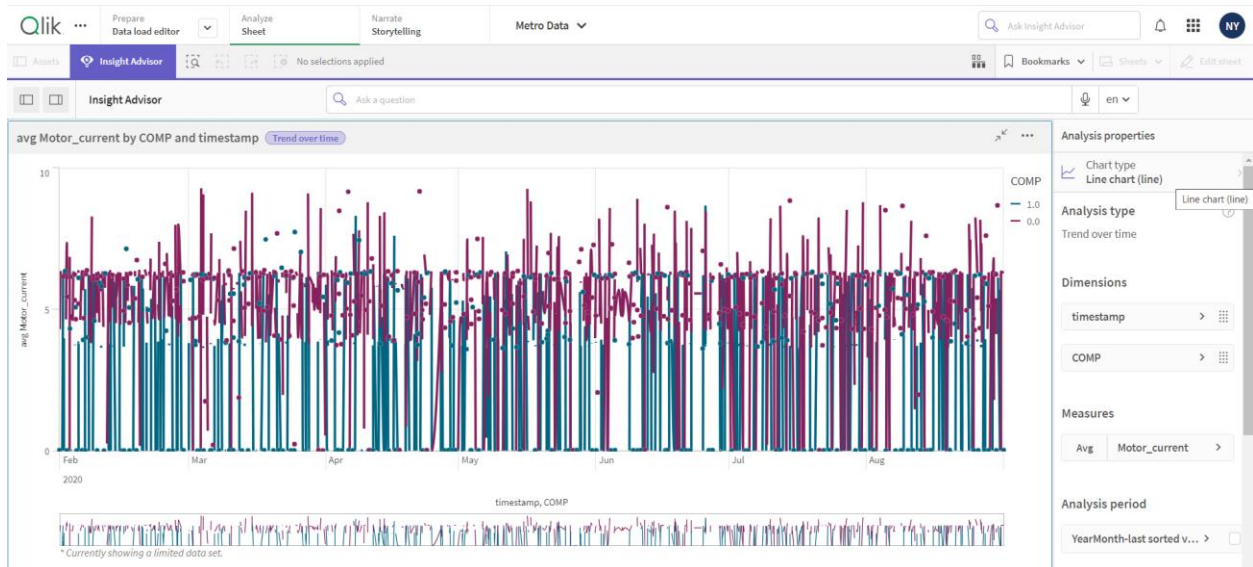 Qlik
Prepare
Data load editor
Analyze
Sheet
Narrate
Storytelling
Metro Data
Ask Insight Advisor
NY
Assets
Insight Advisor
No selections applied
Bookmarks
Sheets
Edit sheet
Insight Advisor
Ask a question
en
avg Motor_current by COMP and timestamp
Trend over time
10
5
0
avg Motor_current
Feb
Mar
Apr
May
Jun
Jul
Aug
2020
timestamp, COMP
* Currently showing a limited data set.
COMP
1.0
0.0
Analysis properties
Chart type
Line chart (line)
Line chart (line)
Analysis type
Trend over time
Dimensions
timestamp
COMP
Measures
Avg Motor_current
Analysis period
YearMonth-last sorted v...